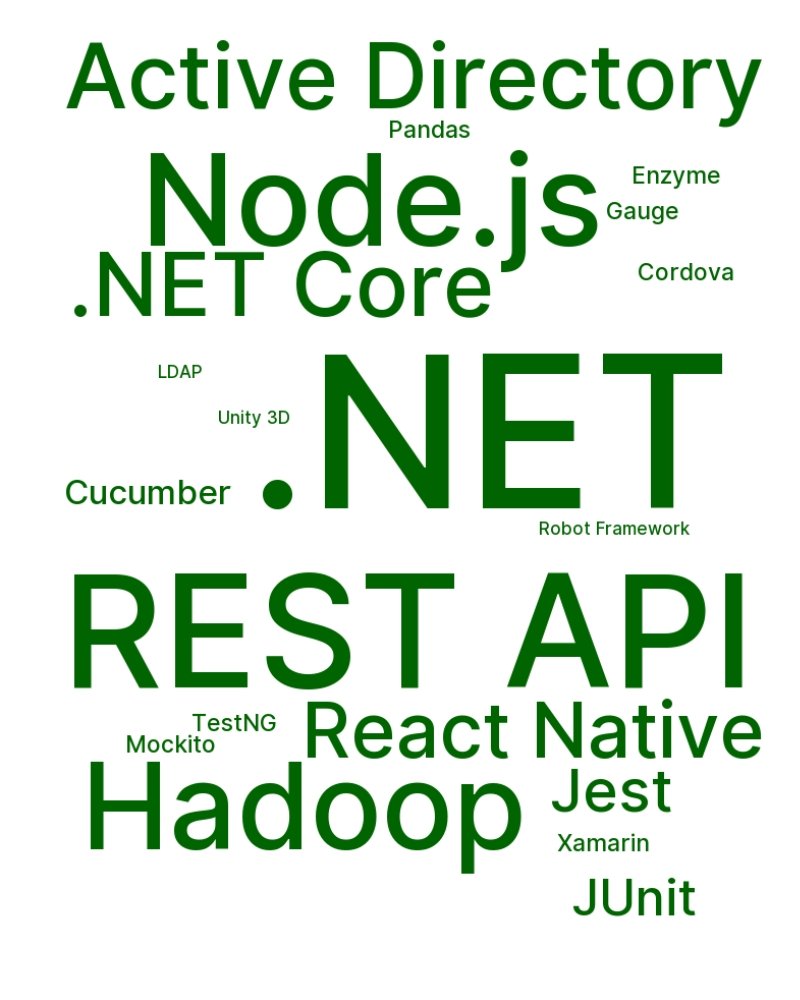 Active Directory
Pandas
Node.js
Enzyme
Gauge
.NET Core
Cordova
LDAP
Unity 3D
.NET
Cucumber
Robot Framework
REST API
TestNG
React Native
Mockito
Hadoop
Jest
Xamarin
JUnit